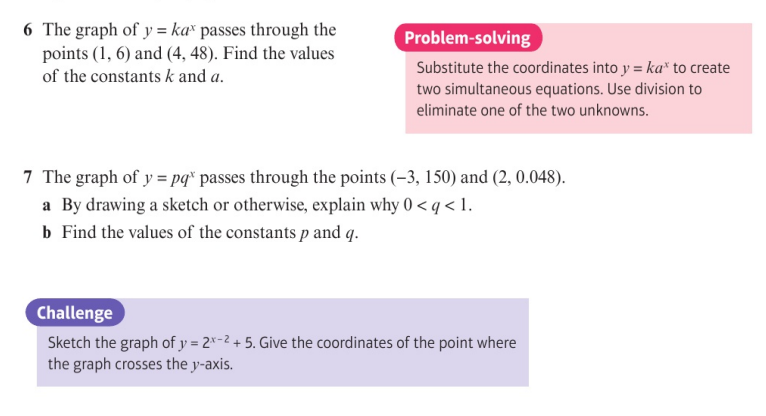 6 The graph of y = kaˣ passes through the
points (1, 6) and (4, 48). Find the values
of the constants k and a.
Problem-solving
Substitute the coordinates into y = kaˣ to create
two simultaneous equations. Use division to
eliminate one of the two unknowns.
7 The graph of y = pqˣ passes through the points (−3, 150) and (2, 0.048).
a By drawing a sketch or otherwise, explain why 0 < q < 1.
b Find the values of the constants p and q.
Challenge
Sketch the graph of y = 2ˣ⁻² + 5. Give the coordinates of the point where
the graph crosses the y-axis.